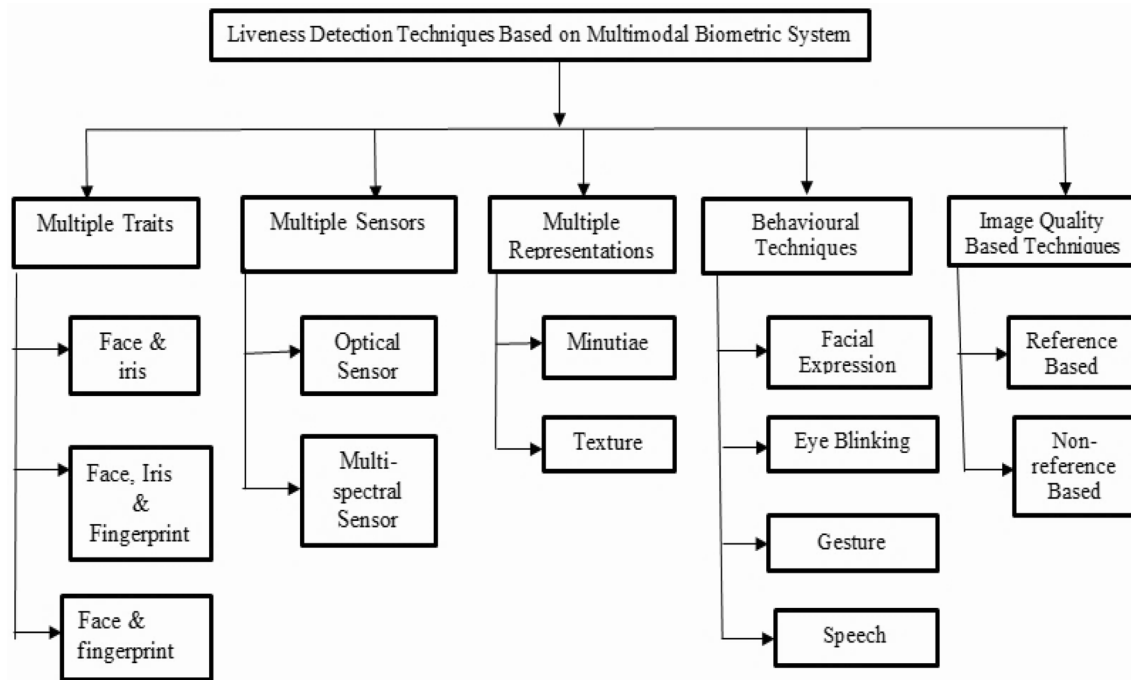 Liveness Detection Techniques Based on Multimodal Biometric System
Multiple Traits
Multiple Sensors
Multiple
Representations
Behavioural
Techniques
Image Quality
Based Techniques
Face &
iris
Face, Iris
&
Fingerprint
Face &
fingerprint
Optical
Sensor
Multi-
spectral
Sensor
Minutiae
Texture
Facial
Expression
Eye Blinking
Gesture
Speech
Reference
Based
Non-
reference
Based